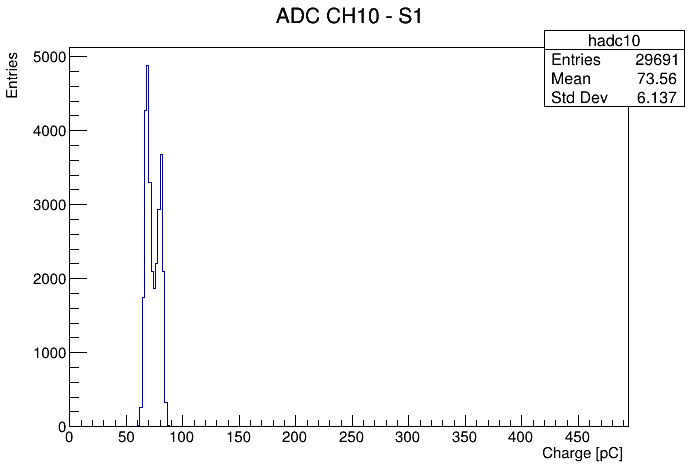 ADC CH10 - S1
hadc10
Entries 29691
Mean 73.56
Std Dev 6.137
Entries
5000
4000
3000
2000
1000
0
0 50 100 150 200 250 300 350 400 450
Charge [pC]